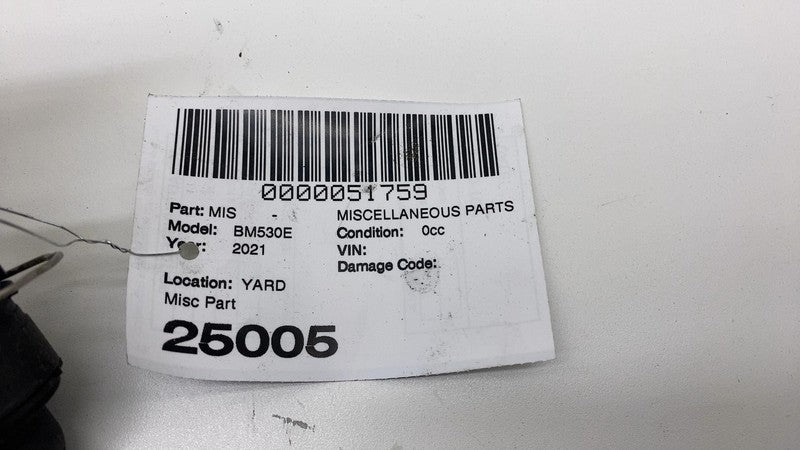 0000051759
Part: MIS - MISCELLANEOUS PARTS
Model: BM530E Condition: 0cc
Year: 2021 VIN:
Damage Code:
Location: YARD
Misc Part
25005